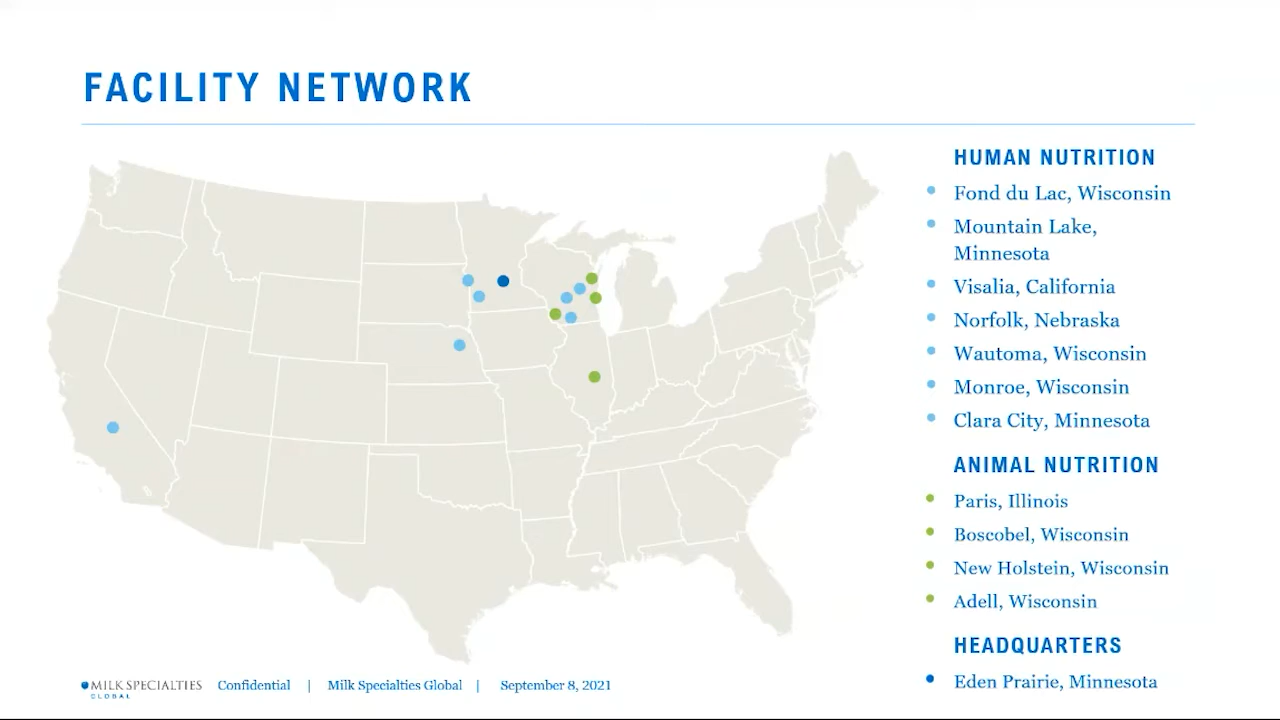 FACILITY NETWORK
HUMAN NUTRITION
Fond du Lac, Wisconsin
Mountain Lake,
Minnesota
Visalia, California
Norfolk, Nebraska
Wautoma, Wisconsin
Monroe, Wisconsin
Clara City, Minnesota
ANIMAL NUTRITION
Paris, Illinois
Boscobel, Wisconsin
New Holstein, Wisconsin
Adell, Wisconsin
HEADQUARTERS
Eden Prairie, Minnesota
MILK SPECIALTIES
GLOBAL
Confidential | Milk Specialties Global | September 8, 2021